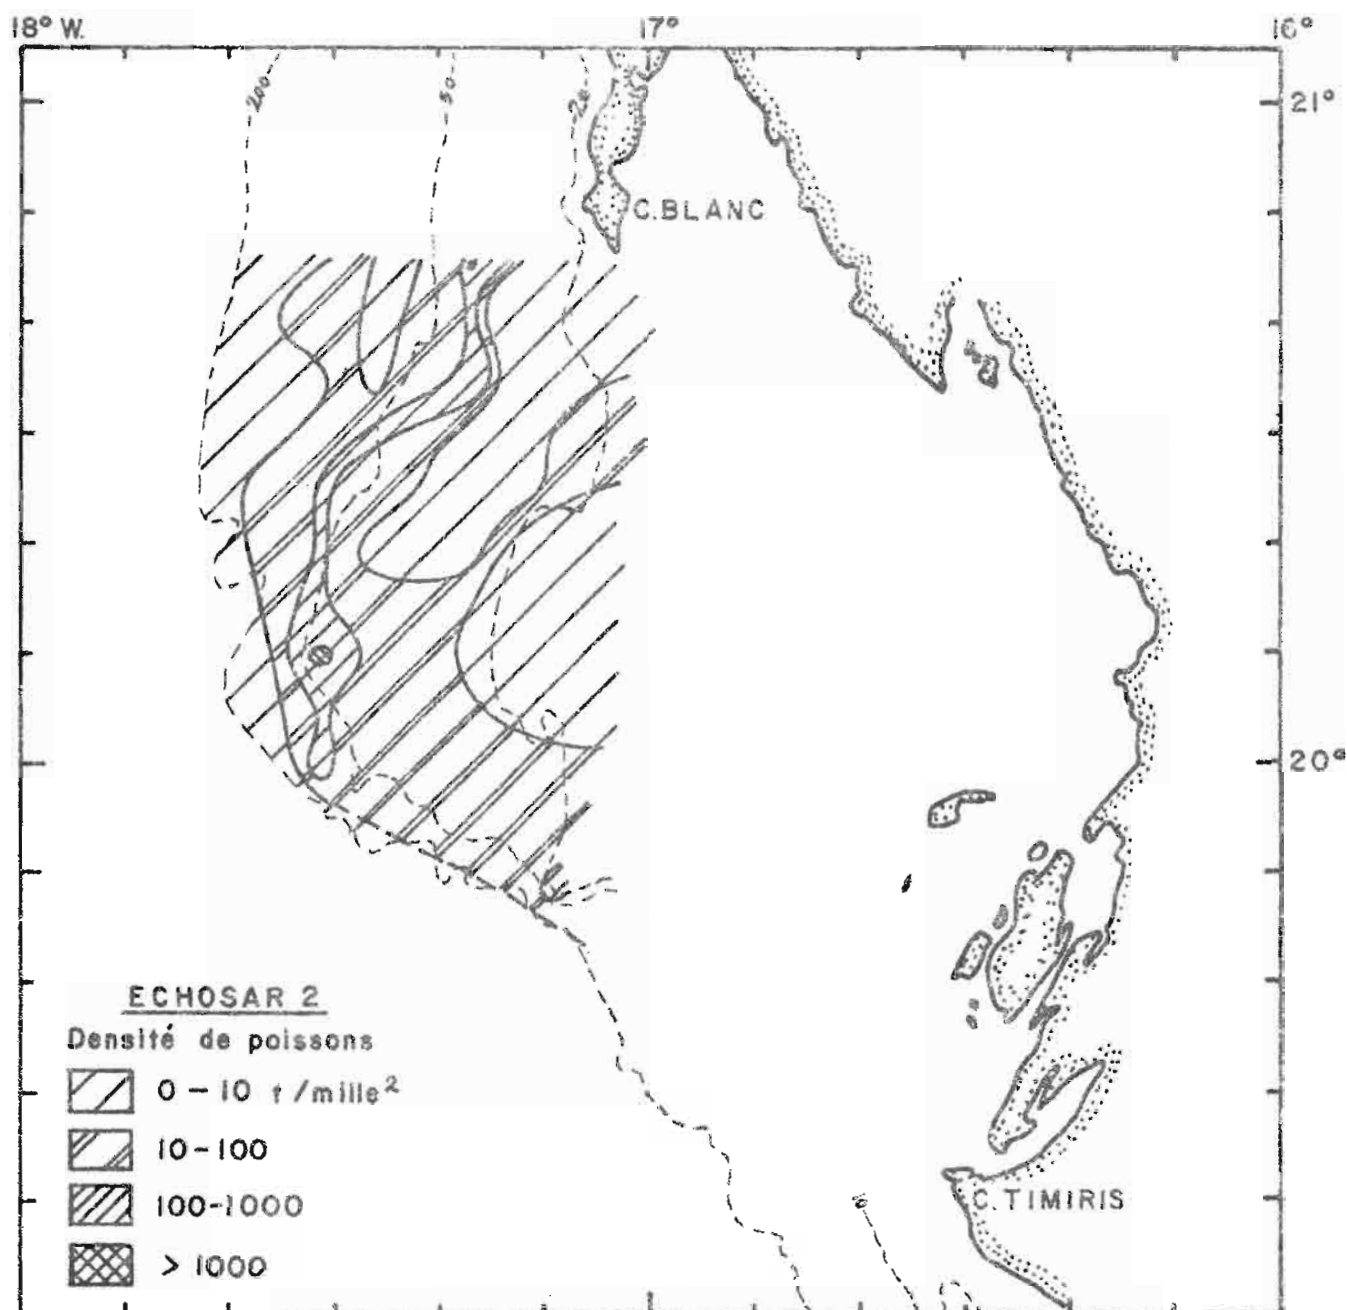 18° W.
17°
16°
200
50
20
21°
C. BLANC
20°
ECHOSAR 2
Densité de poissons
0-10 t/mille²
10-100
100-1000
> 1000
C. TIMIRIS